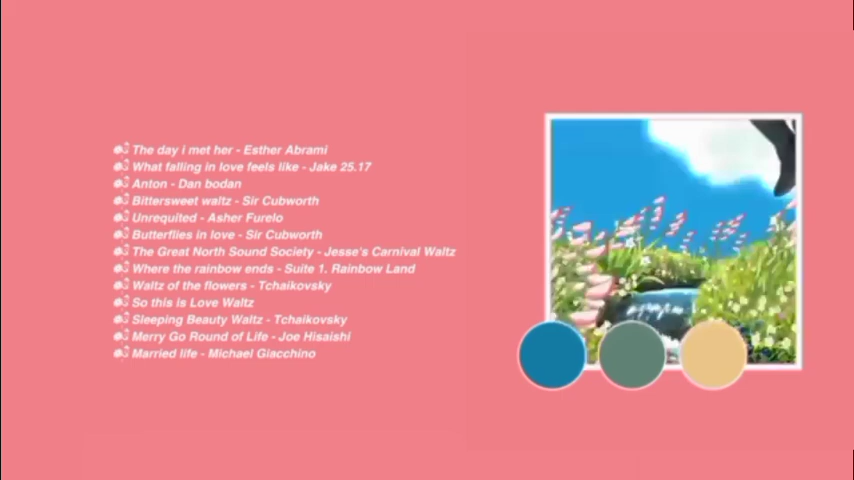 The day i met her - Esther Abrami
What falling in love feels like - Jake 25.17
Anton - Dan bodan
Bittersweet waltz - Sir Cubworth
Unrequited - Asher Furelo
Butterflies in love - Sir Cubworth
The Great North Sound Society - Jesse's Carnival Waltz
Where the rainbow ends - Suite 1. Rainbow Land
Waltz of the flowers - Tchaikovsky
So this is Love Waltz
Sleeping Beauty Waltz - Tchaikovsky
Merry Go Round of Life - Joe Hisaishi
Married life - Michael Giacchino